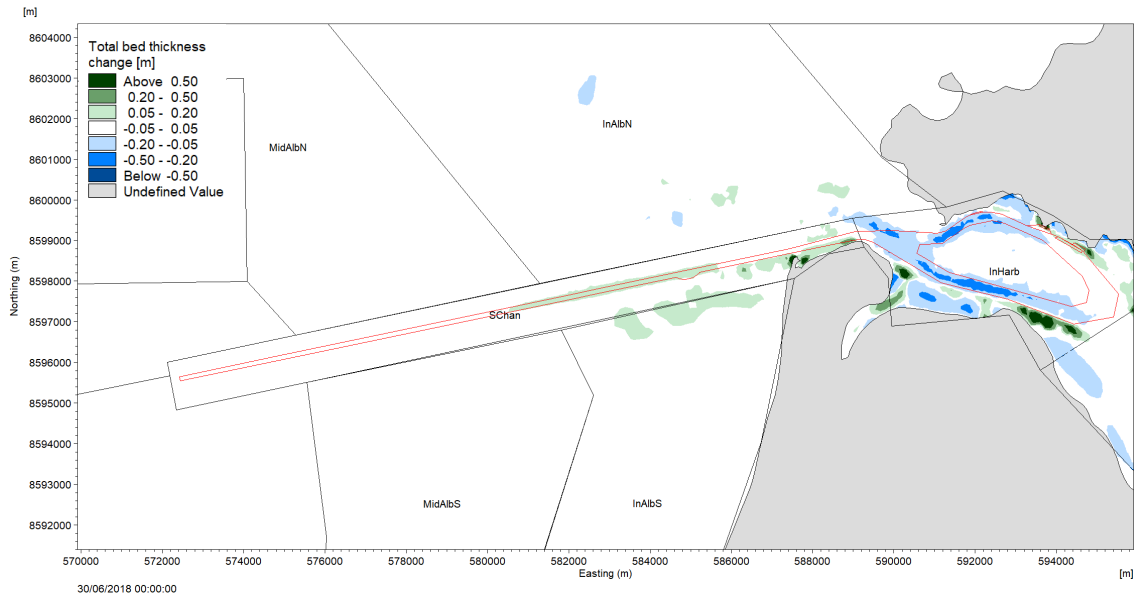 [m]
8604000
Total bed thickness
change [m]
Above 0.50
0.20 - 0.50
0.05 - 0.20
-0.05 - 0.05
-0.20 - -0.05
-0.50 - -0.20
Below -0.50
Undefined Value
8603000
8602000
8601000
8600000
8599000
8598000
8597000
8596000
8595000
8594000
8593000
8592000
Northing (m)
InAlbN
MidAlbN
InHarb
SChan
MidAlbS
InAlbS
570000 572000 574000 576000 578000 580000 582000 584000 586000 588000 590000 592000 594000
Easting (m) [m]
30/06/2018 00:00:00